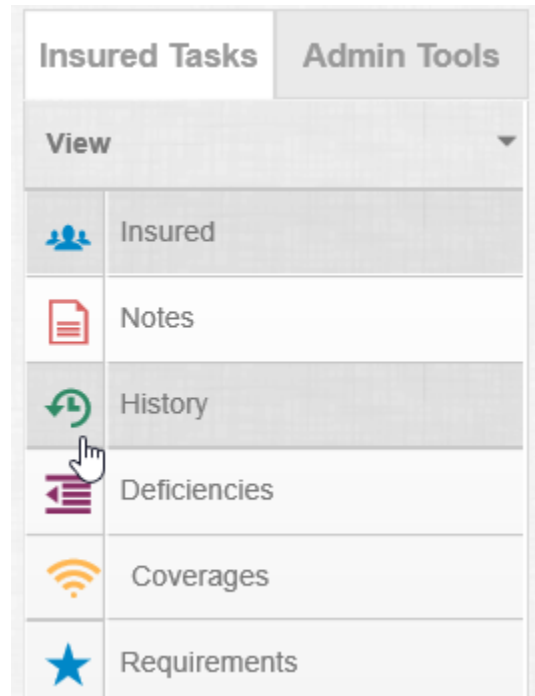 Insured Tasks Admin Tools
View
Insured
Notes
History
Deficiencies
Coverages
Requirements